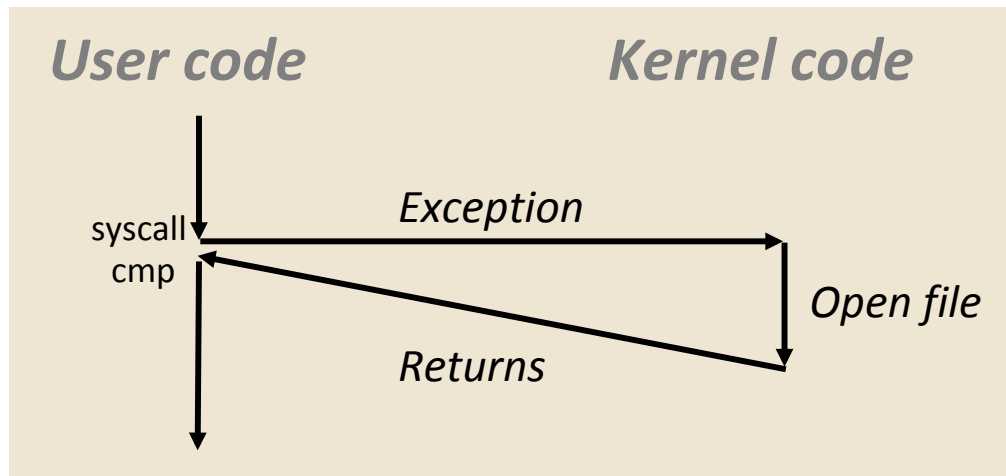 User code
Kernel code
Exception
syscall
cmp
Open file
Returns